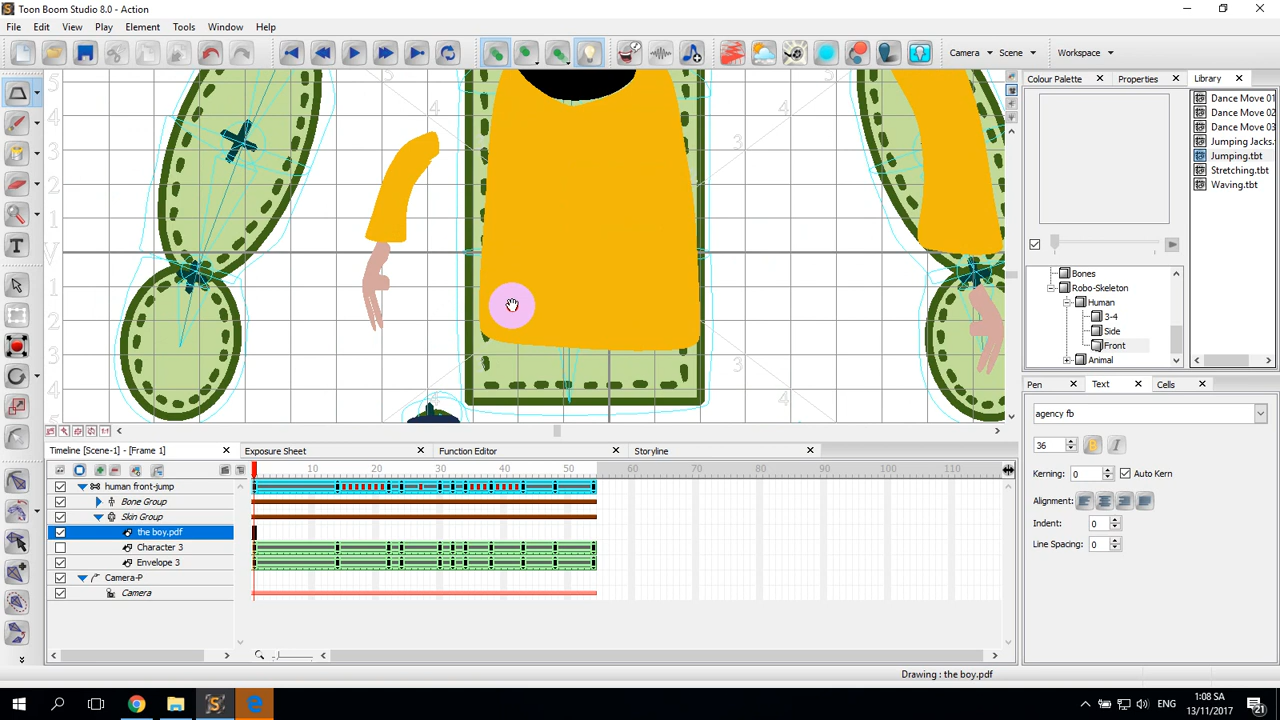 Toon Boom Studio 8.0 - Action
File Edit View Play Element Tools Window Help
Camera Scene Workspace
Colour Palette Properties Library
Dance Move 01
Dance Move 02
Dance Move 03
Jumping Jacks.
Jumping.tbt
Stretching.tbt
Waving.tbt
Bones
Robo-Skeleton
Human
3-4
Side
Front
Animal
Pen Text Cells
agency fb
36 B I
Kerning: 0 Auto Kern
Alignment:
Indent: 0
Line Spacing: 0
Timeline [Scene-1] - [Frame 1] Exposure Sheet Function Editor Storyline
10 20 30 40 50 60 70 80 90 100 110
human front-jump
Bone Group
Skin Group
the boy.pdf
Character 3
Envelope 3
Camera-P
Camera
Drawing : the boy.pdf
ENG
1:08 SA
13/11/2017
21